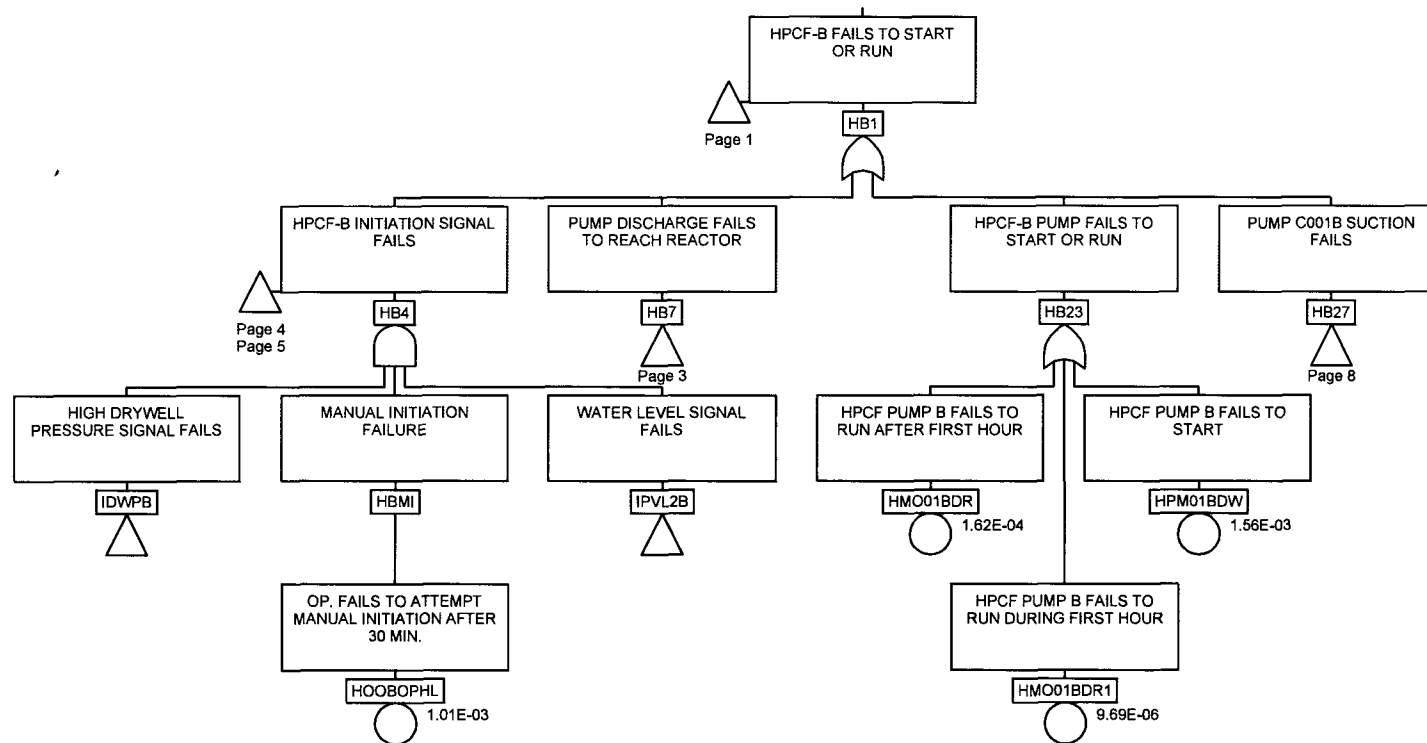 HPCF-B FAILS TO START
OR RUN
Page 1
HB1
HPCF-B INITIATION SIGNAL
FAILS
PUMP DISCHARGE FAILS
TO REACH REACTOR
HPCF-B PUMP FAILS TO
START OR RUN
PUMP C001B SUCTION
FAILS
Page 4
Page 5
HB4
HB7
HB23
HB27
Page 3
Page 8
HIGH DRYWELL
PRESSURE SIGNAL FAILS
MANUAL INITIATION
FAILURE
WATER LEVEL SIGNAL
FAILS
HPCF PUMP B FAILS TO
RUN AFTER FIRST HOUR
HPCF PUMP B FAILS TO
START
IDWPB
HBMI
IPVL2B
HMO01BDR
1.62E-04
HPM01BDW
1.56E-03
OP. FAILS TO ATTEMPT
MANUAL INITIATION AFTER
30 MIN.
HPCF PUMP B FAILS TO
RUN DURING FIRST HOUR
HOOBOPHL
1.01E-03
HMO01BDR1
9.69E-06